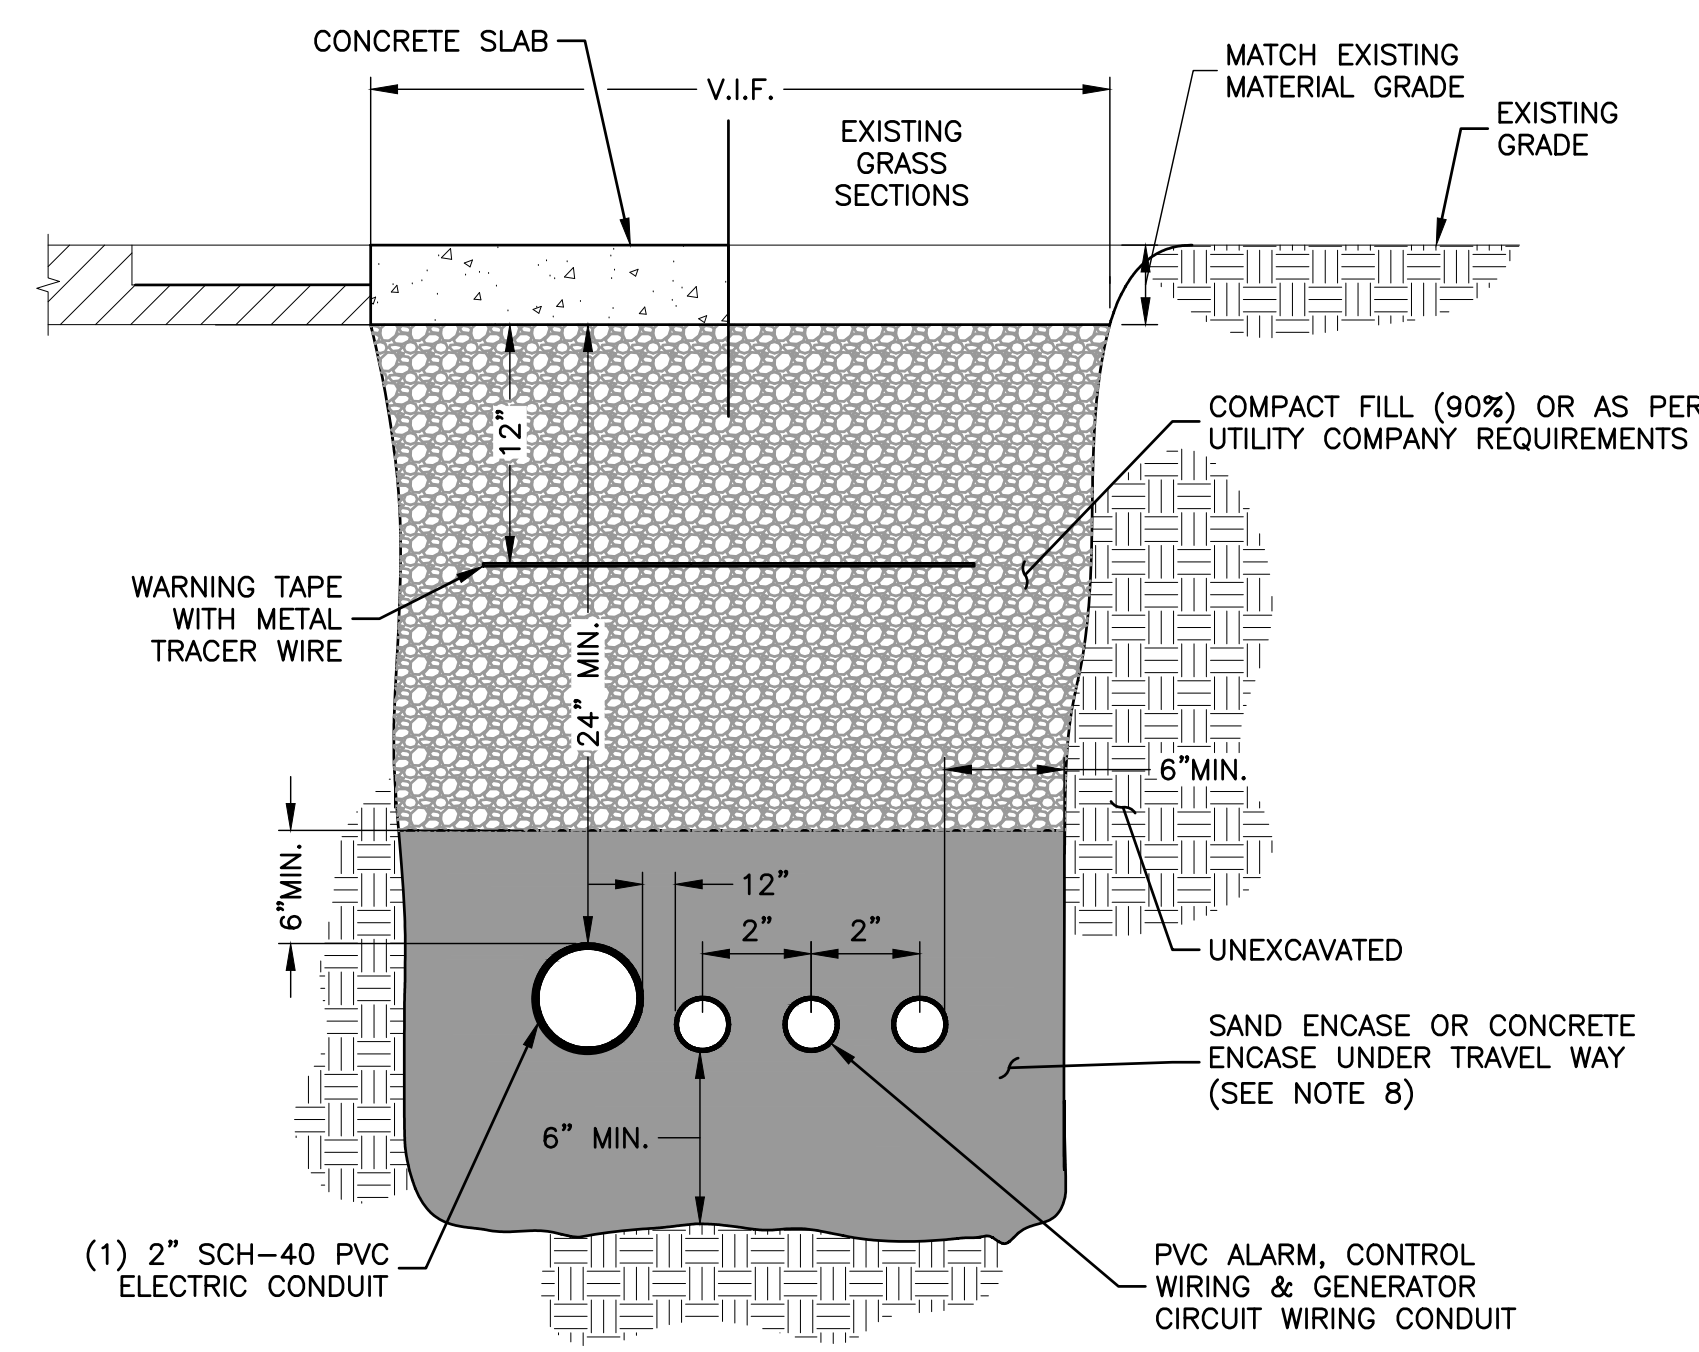 CONCRETE SLAB
V.I.F.
MATCH EXISTING
MATERIAL GRADE
EXISTING
GRADE
EXISTING
GRASS
SECTIONS
12”
COMPACT FILL (90%) OR AS PER
UTILITY COMPANY REQUIREMENTS
WARNING TAPE
WITH METAL
TRACER WIRE
24” MIN.
6”MIN.
6”MIN.
12”
2”
2”
UNEXCAVATED
SAND ENCASE OR CONCRETE
ENCASE UNDER TRAVEL WAY
(SEE NOTE 8)
6” MIN.
(1) 2” SCH-40 PVC
ELECTRIC CONDUIT
PVC ALARM, CONTROL
WIRING & GENERATOR
CIRCUIT WIRING CONDUIT